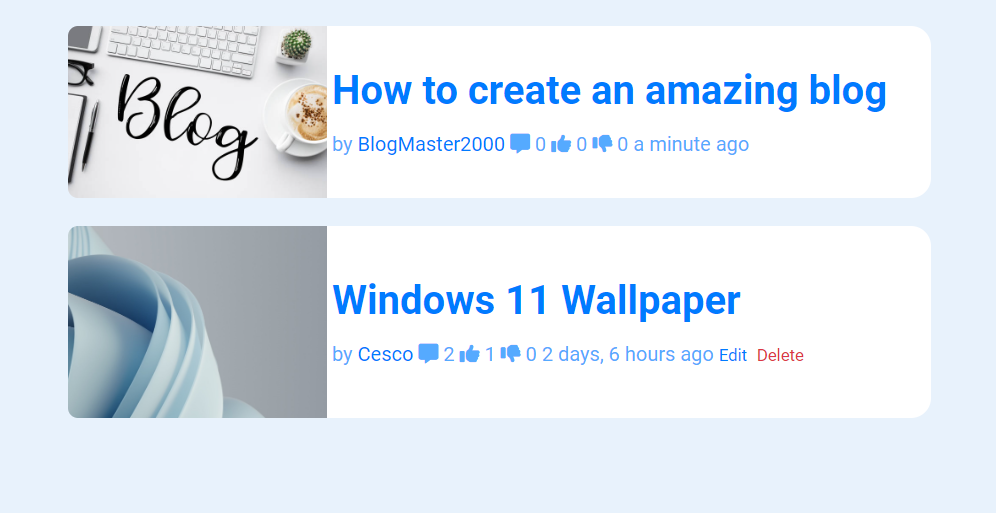 Blog
How to create an amazing blog
by BlogMaster2000 0 0 0 a minute ago
Windows 11 Wallpaper
by Cesco 2 1 0 2 days, 6 hours ago Edit Delete